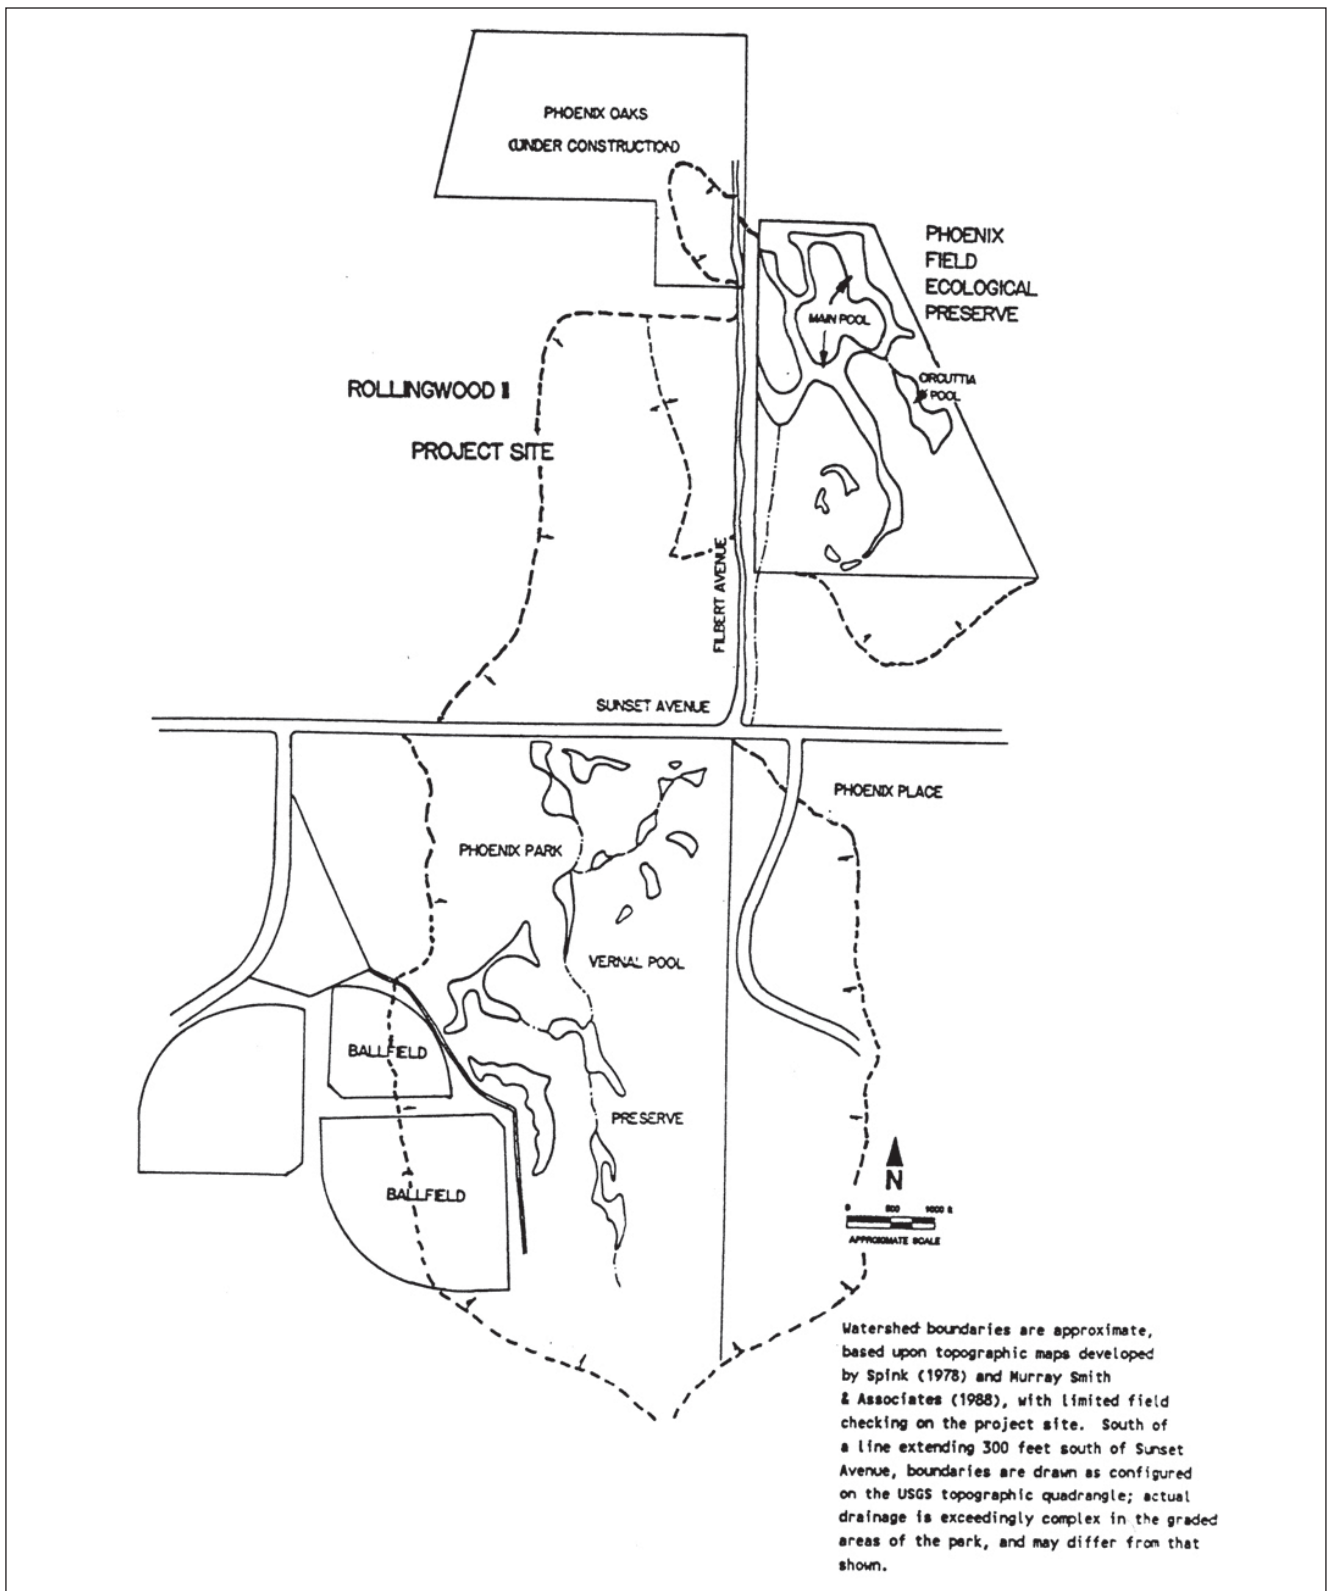 PHOENIX OAKS
(UNDER CONSTRUCTION)
PHOENIX
FIELD
ECOLOGICAL
PRESERVE
MAIN POOL
ORCUTTIA
POOL
ROLLINGWOOD II
PROJECT SITE
FILBERT AVENUE
SUNSET AVENUE
PHOENIX PLACE
PHOENIX PARK
VERNAL POOL
BALLFIELD
PRESERVE
BALLFIELD
N
0 500 1000 ft
APPROXIMATE SCALE
Watershed boundaries are approximate,
based upon topographic maps developed
by Spink (1978) and Murray Smith
& Associates (1988), with limited field
checking on the project site. South of
a line extending 300 feet south of Sunset
Avenue, boundaries are drawn as configured
on the USGS topographic quadrangle; actual
drainage is exceedingly complex in the graded
areas of the park, and may differ from that
shown.